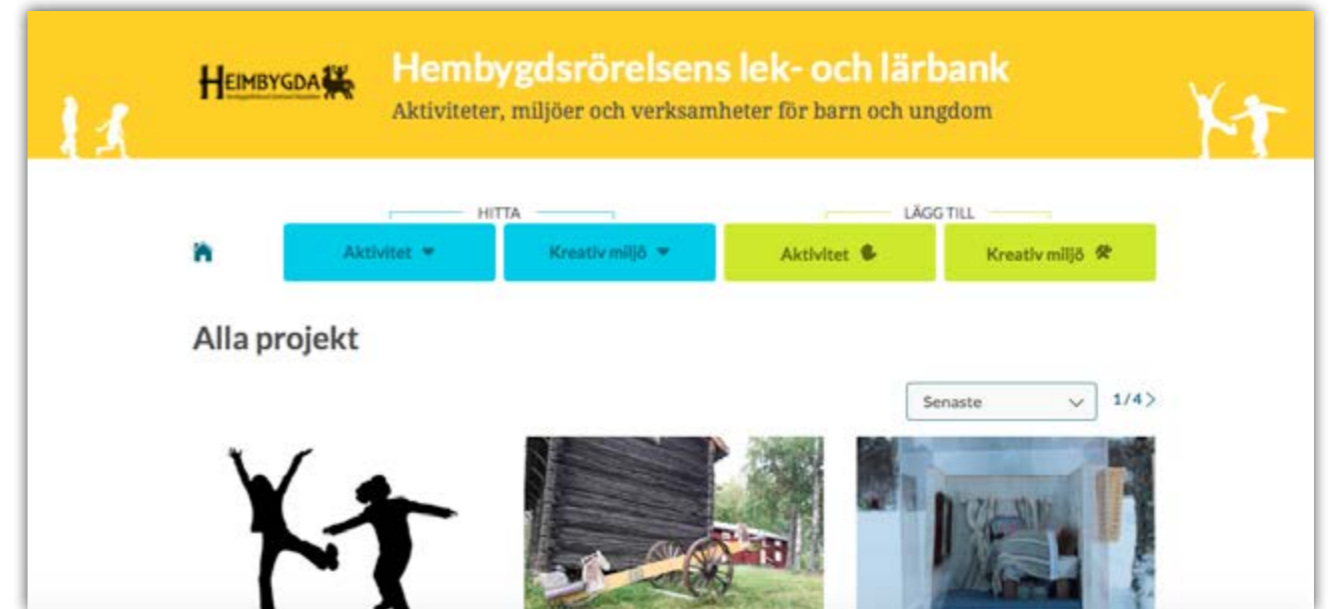 HEIMBYGDA
Hembygdsrörelsens lek- och lärbank
Aktiviteter, miljöer och verksamheter för barn och ungdom
HITTA
LÄGG TILL
Aktivitet
Kreativ miljö
Aktivitet
Kreativ miljö
Alla projekt
Senaste
1/4>